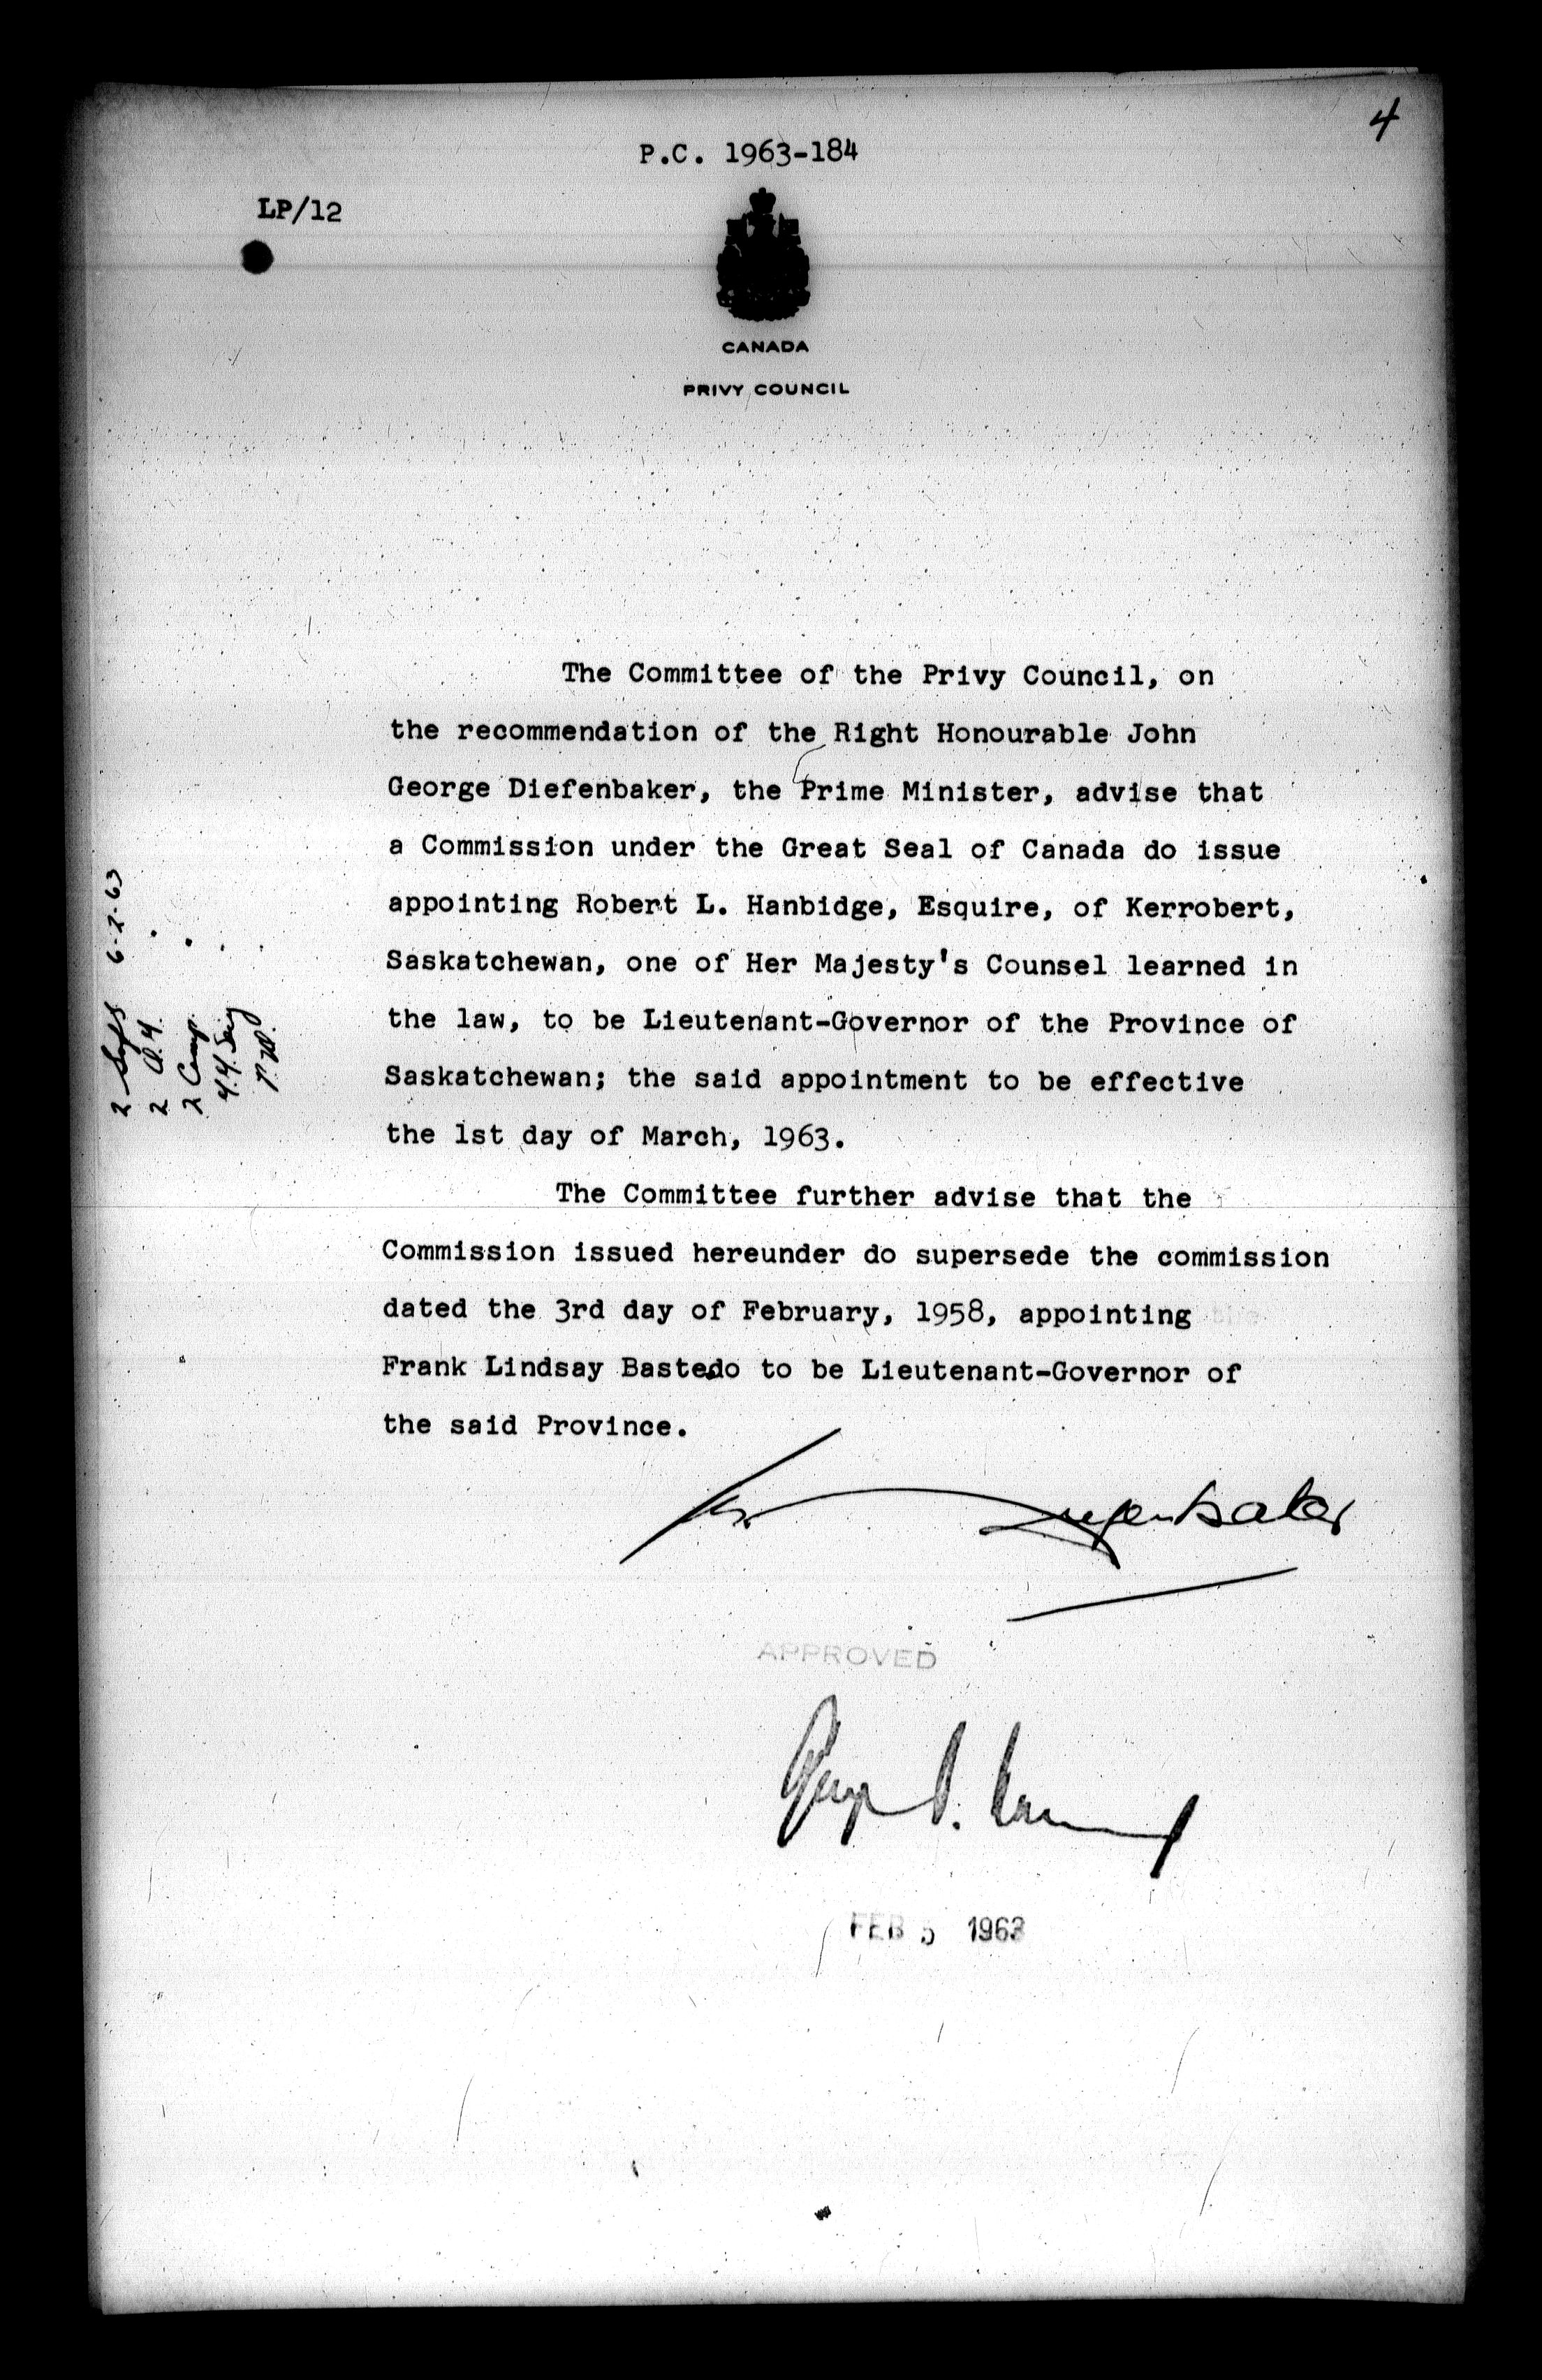 4
P.C. 1963-184
LP/12
CANADA
PRIVY COUNCIL
The Committee of the Privy Council, on
the recommendation of the Right Honourable John
George Diefenbaker, the Prime Minister, advise that
a Commission under the Great Seal of Canada do issue
appointing Robert L. Hanbidge, Esquire, of Kerrobert,
Saskatchewan, one of Her Majesty's Counsel learned in
the law, to be Lieutenant-Governor of the Province of
Saskatchewan; the said appointment to be effective
the 1st day of March, 1963.
The Committee further advise that the
Commission issued hereunder do supersede the commission
dated the 3rd day of February, 1958, appointing
Frank Lindsay Bastedo to be Lieutenant-Governor of
the said Province.
APPROVED
FEB 5 1963
6-2-63